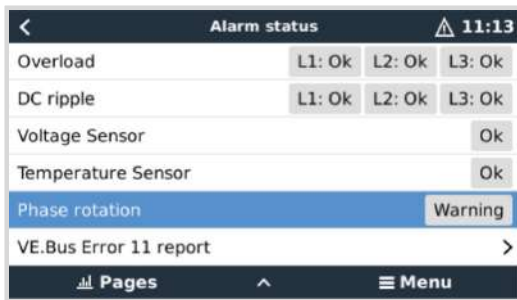 Alarm status 11:13
Overload L1: Ok L2: Ok L3: Ok
DC ripple L1: Ok L2: Ok L3: Ok
Voltage Sensor Ok
Temperature Sensor Ok
Phase rotation Warning
VE.Bus Error 11 report
Pages Menu